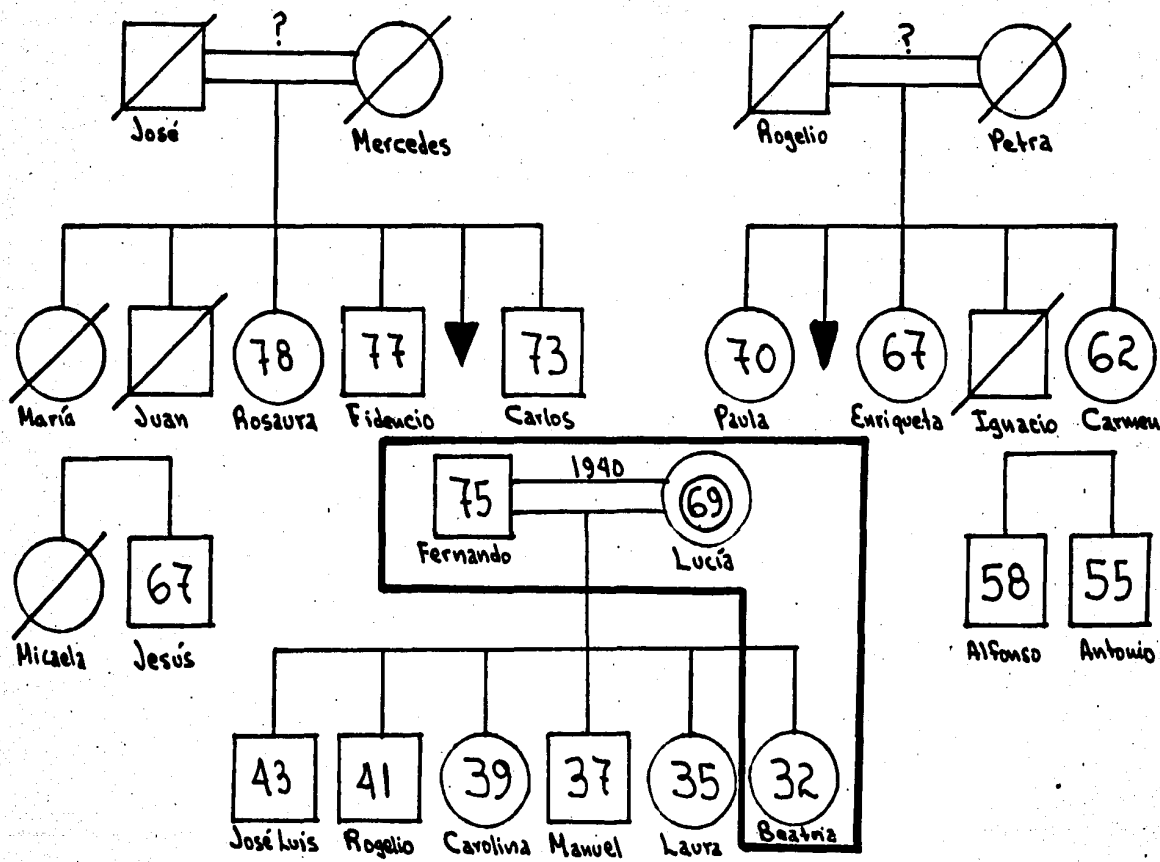 ? ?
José Mercedes Rogelio Petra
78 77 73 70 67 62
María Juan Rosaura Fidencio Carlos Paula Enriqueta Ignacio Carmen
1940
75 69
Fernando Lucía
67 58 55
Micaela Jesús Alfonso Antonio
43 41 39 37 35 32
José Luis Rogelio Carolina Manuel Laura Beatria